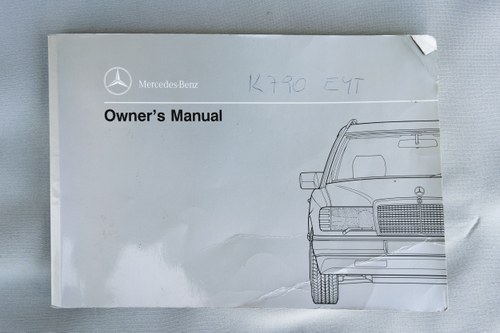 Mercedes-Benz K790 EYT
Owner's Manual